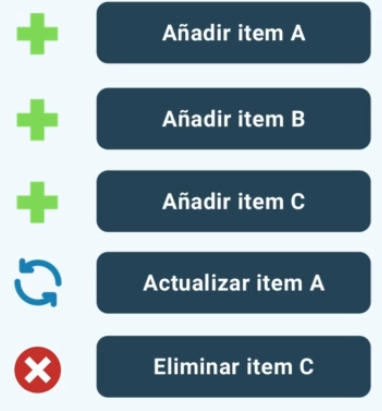 Añadir item A
Añadir item B
Añadir item C
Actualizar item A
Eliminar item C